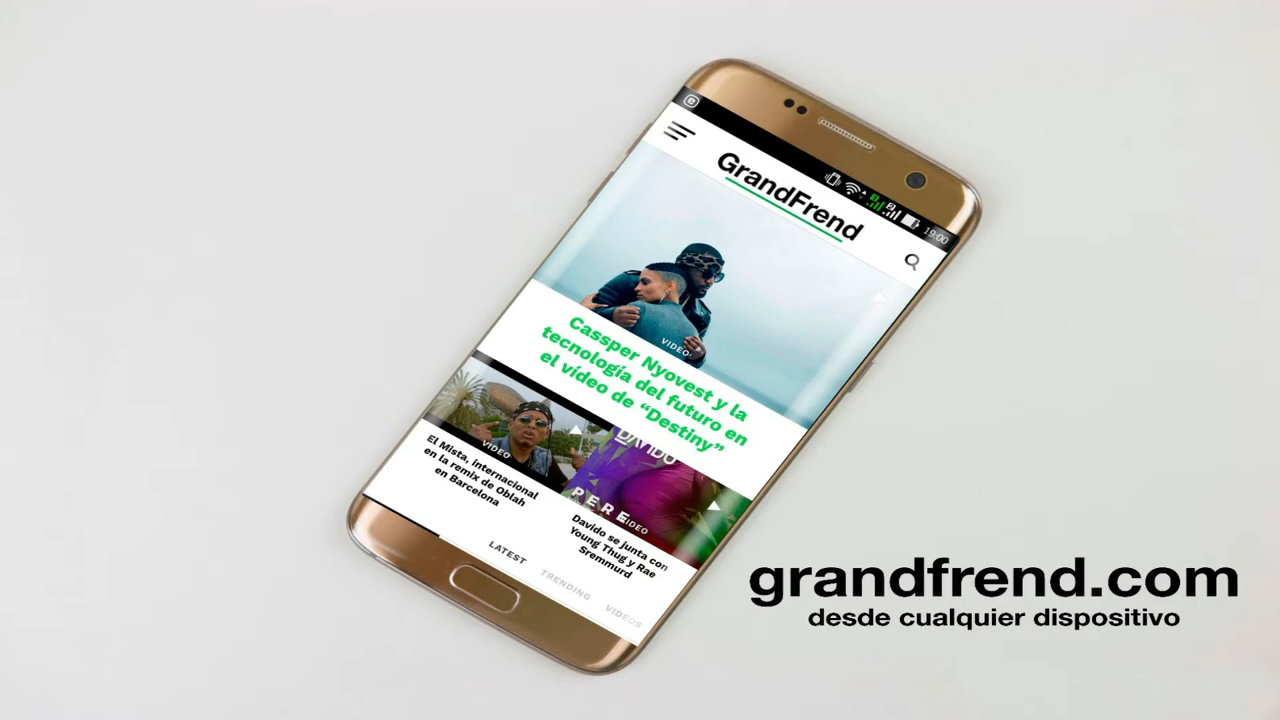 19:00
GrandFrend
VIDEO
Cassper Nyovest y la
tecnología del futuro en
el vídeo de “Destiny”
VIDEO
El Mista, internacional
en la remix de Oblah
en Barcelona
DAVIDO
PERE
VIDEO
Davido se junta con
Young Thug y Rae
Sremmurd
LATEST
TRENDING
VIDEOS
grandfrend.com
desde cualquier dispositivo